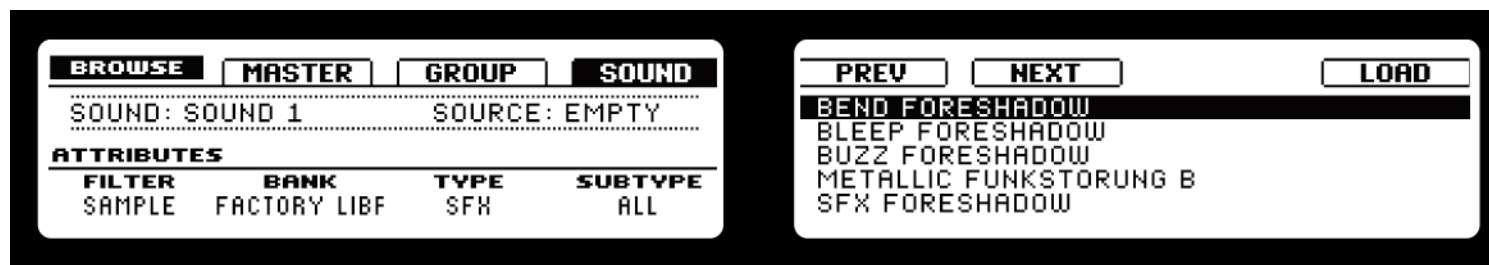 BROWSE MASTER GROUP SOUND
SOUND: SOUND 1 SOURCE: EMPTY
ATTRIBUTES
FILTER BANK TYPE SUBTYPE
SAMPLE FACTORY LIBF SFX ALL
PREV NEXT LOAD
BEND FORESHADOW
BLEEP FORESHADOW
BUZZ FORESHADOW
METALLIC FUNKSTORUNG B
SFX FORESHADOW